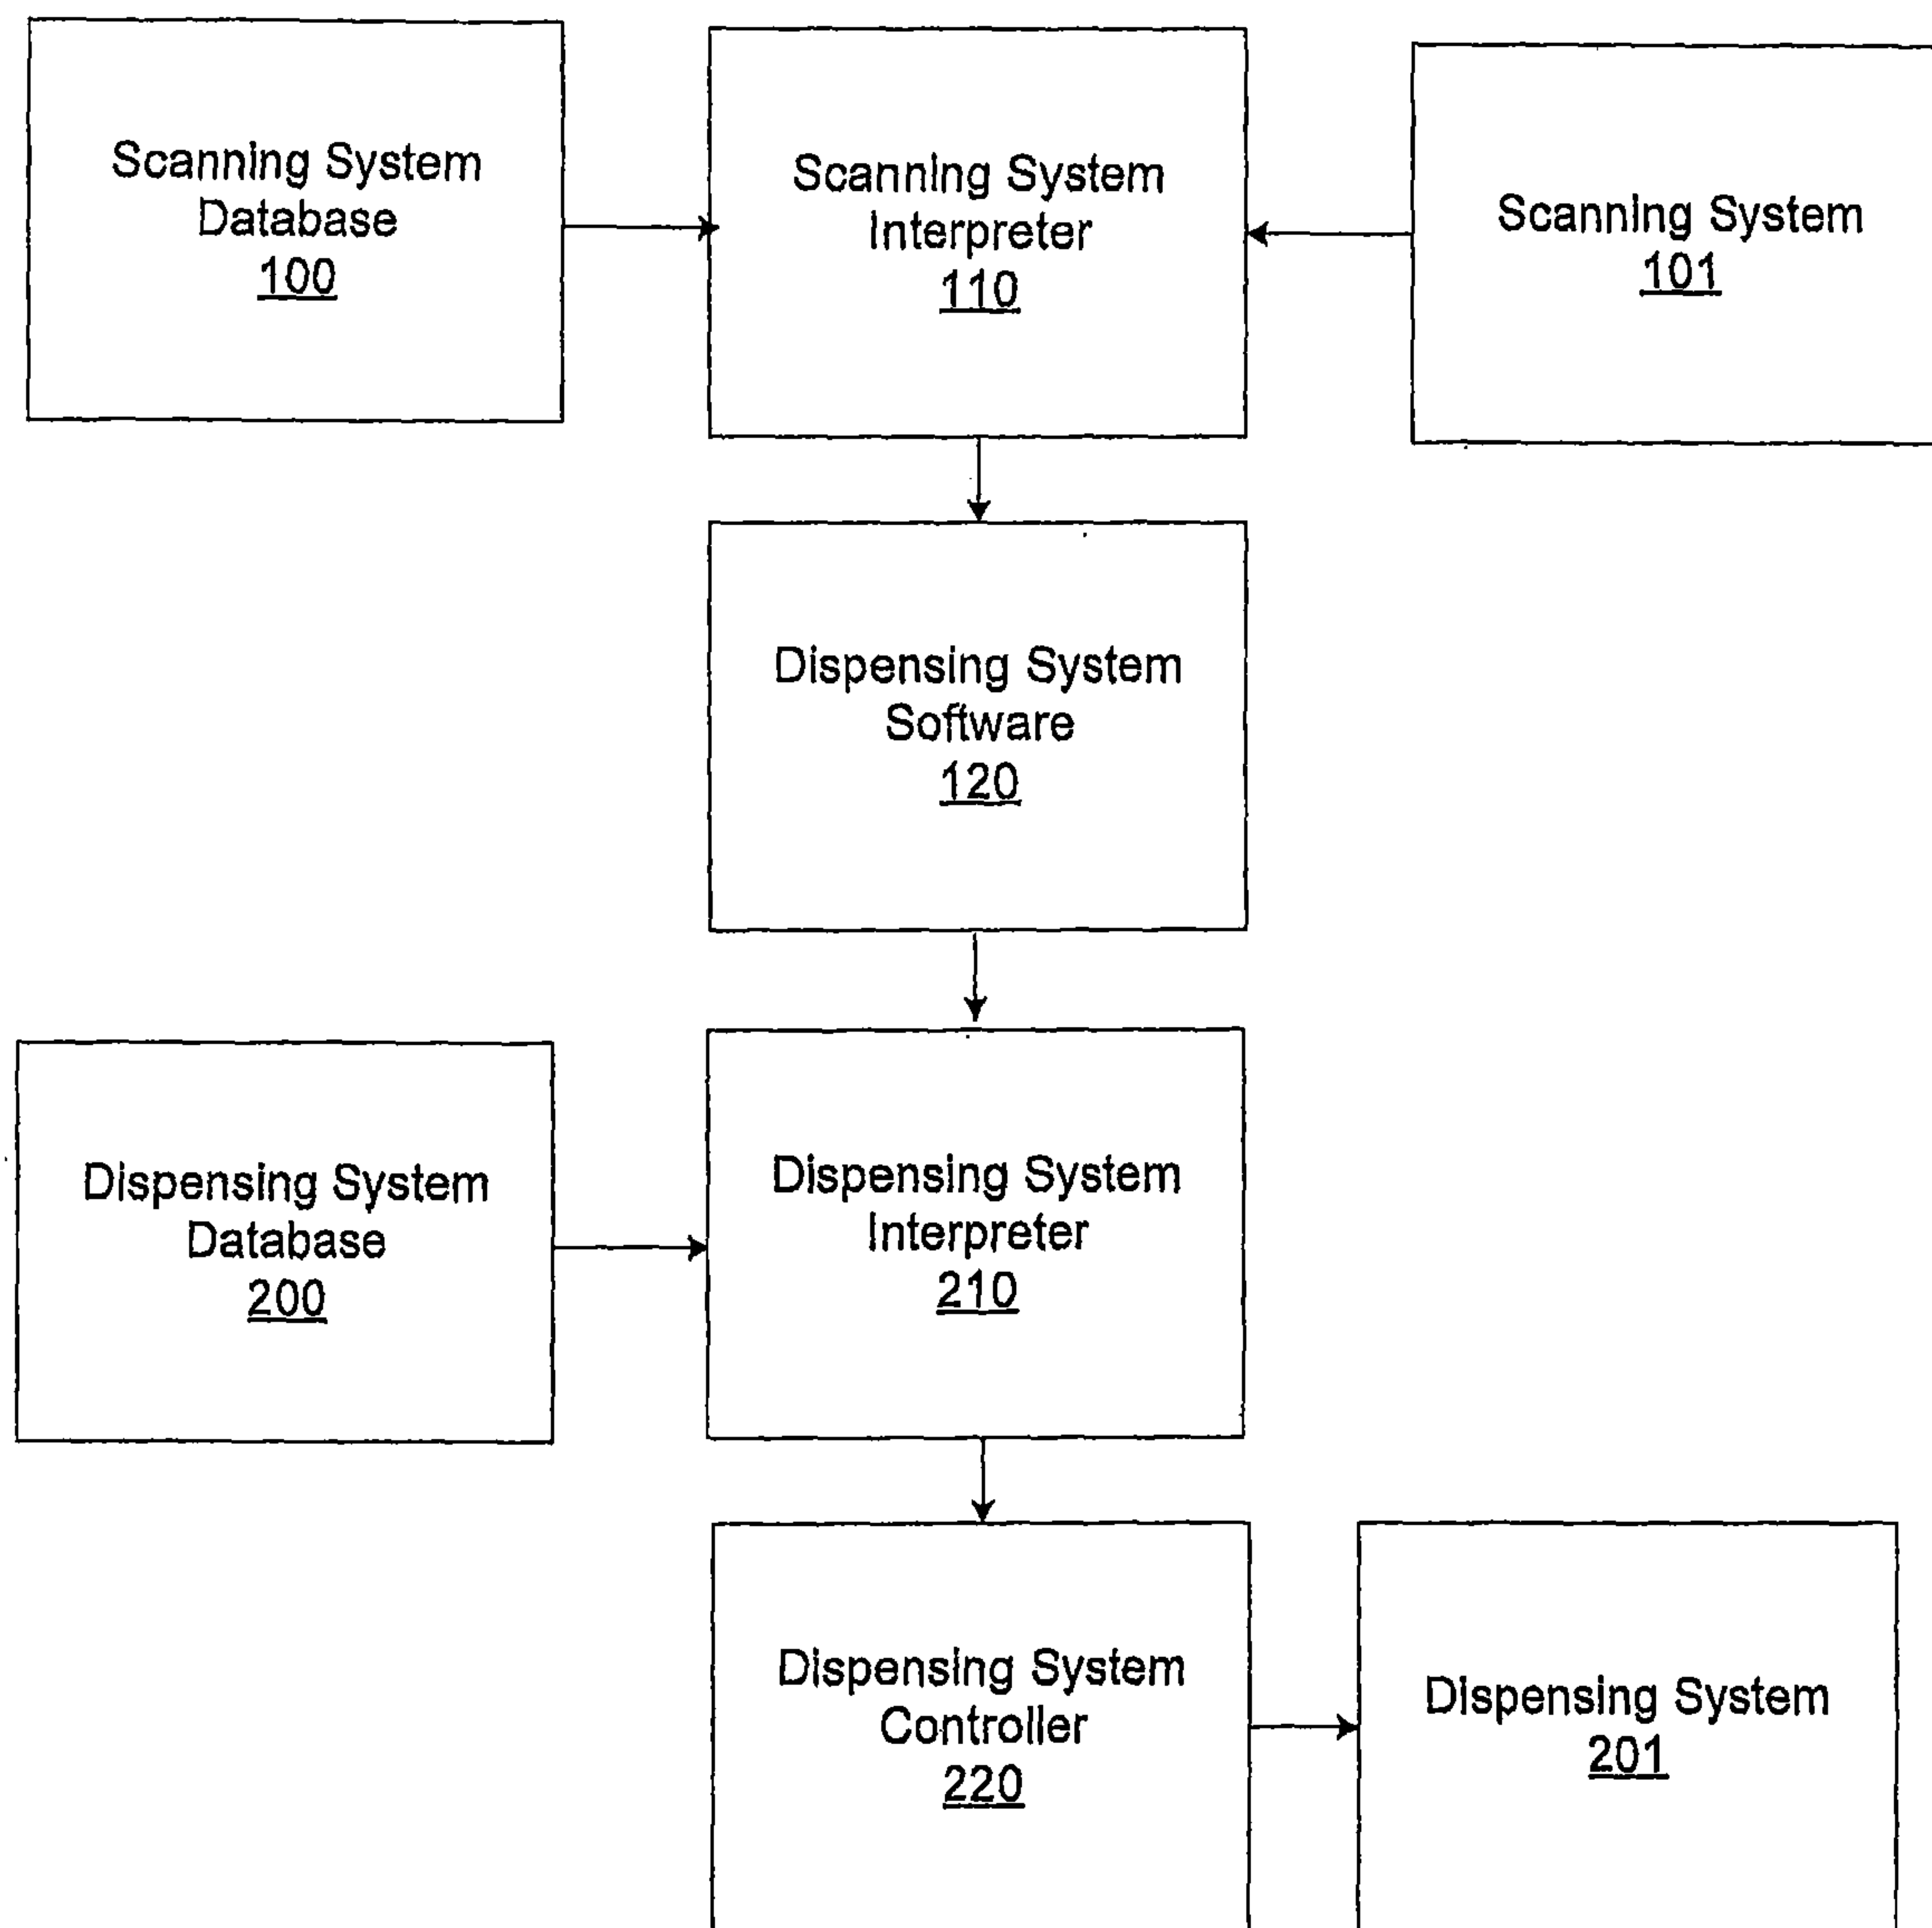 Scanning System
Database
100
Scanning System
Interpreter
110
Scanning System
101
Dispensing System
Software
120
Dispensing System
Database
200
Dispensing System
Interpreter
210
Dispensing System
Controller
220
Dispensing System
201